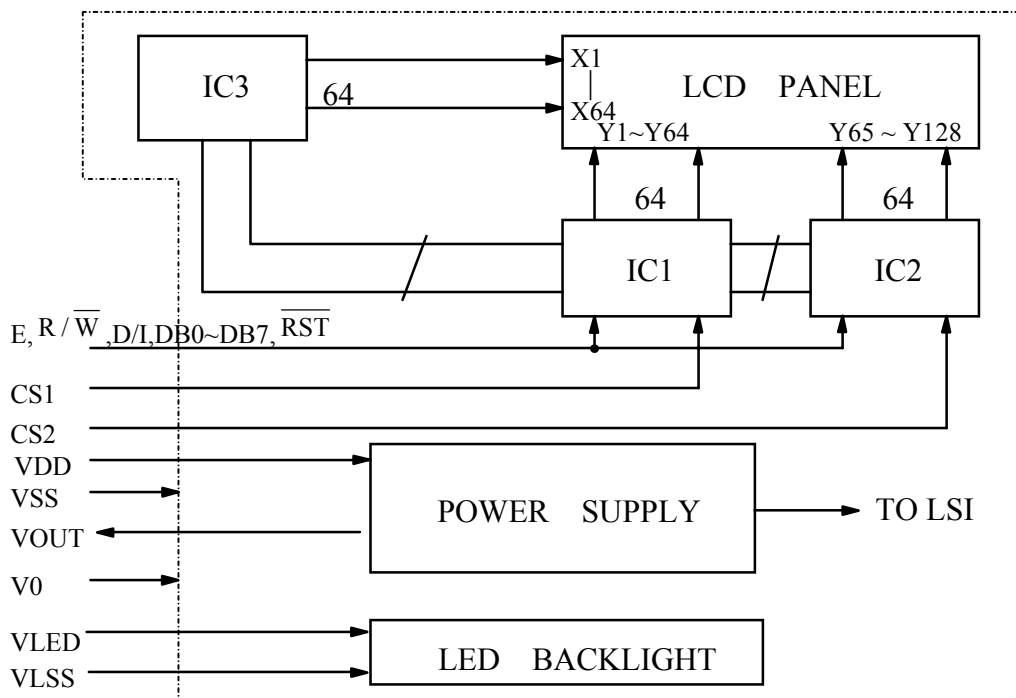 IC3
64
X1
X64
LCD PANEL
Y1~Y64
Y65 ~ Y128
64
64
IC1
IC2
E, R / W̅ ,D/I,DB0~DB7, R̅S̅T̅
CS1
CS2
VDD
VSS
VOUT
V0
POWER SUPPLY
TO LSI
VLED
VLSS
LED BACKLIGHT